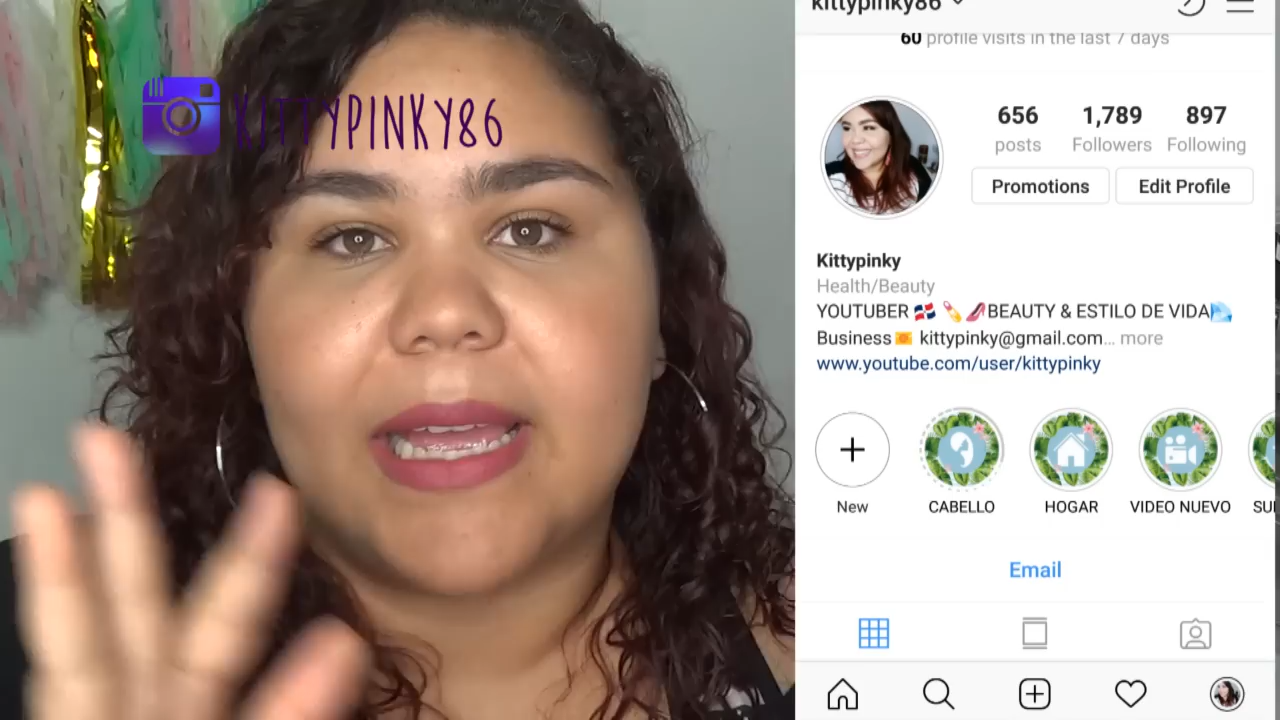 KITTYPINKY86
kittypinky86
60 profile visits in the last 7 days
656 1,789 897
posts Followers Following
Promotions Edit Profile
Kittypinky
Health/Beauty
YOUTUBER 🇩🇴 💊 👠BEAUTY & ESTILO DE VIDA
Business kittypinky@gmail.com... more
www.youtube.com/user/kittypinky
New CABELLO HOGAR VIDEO NUEVO
Email